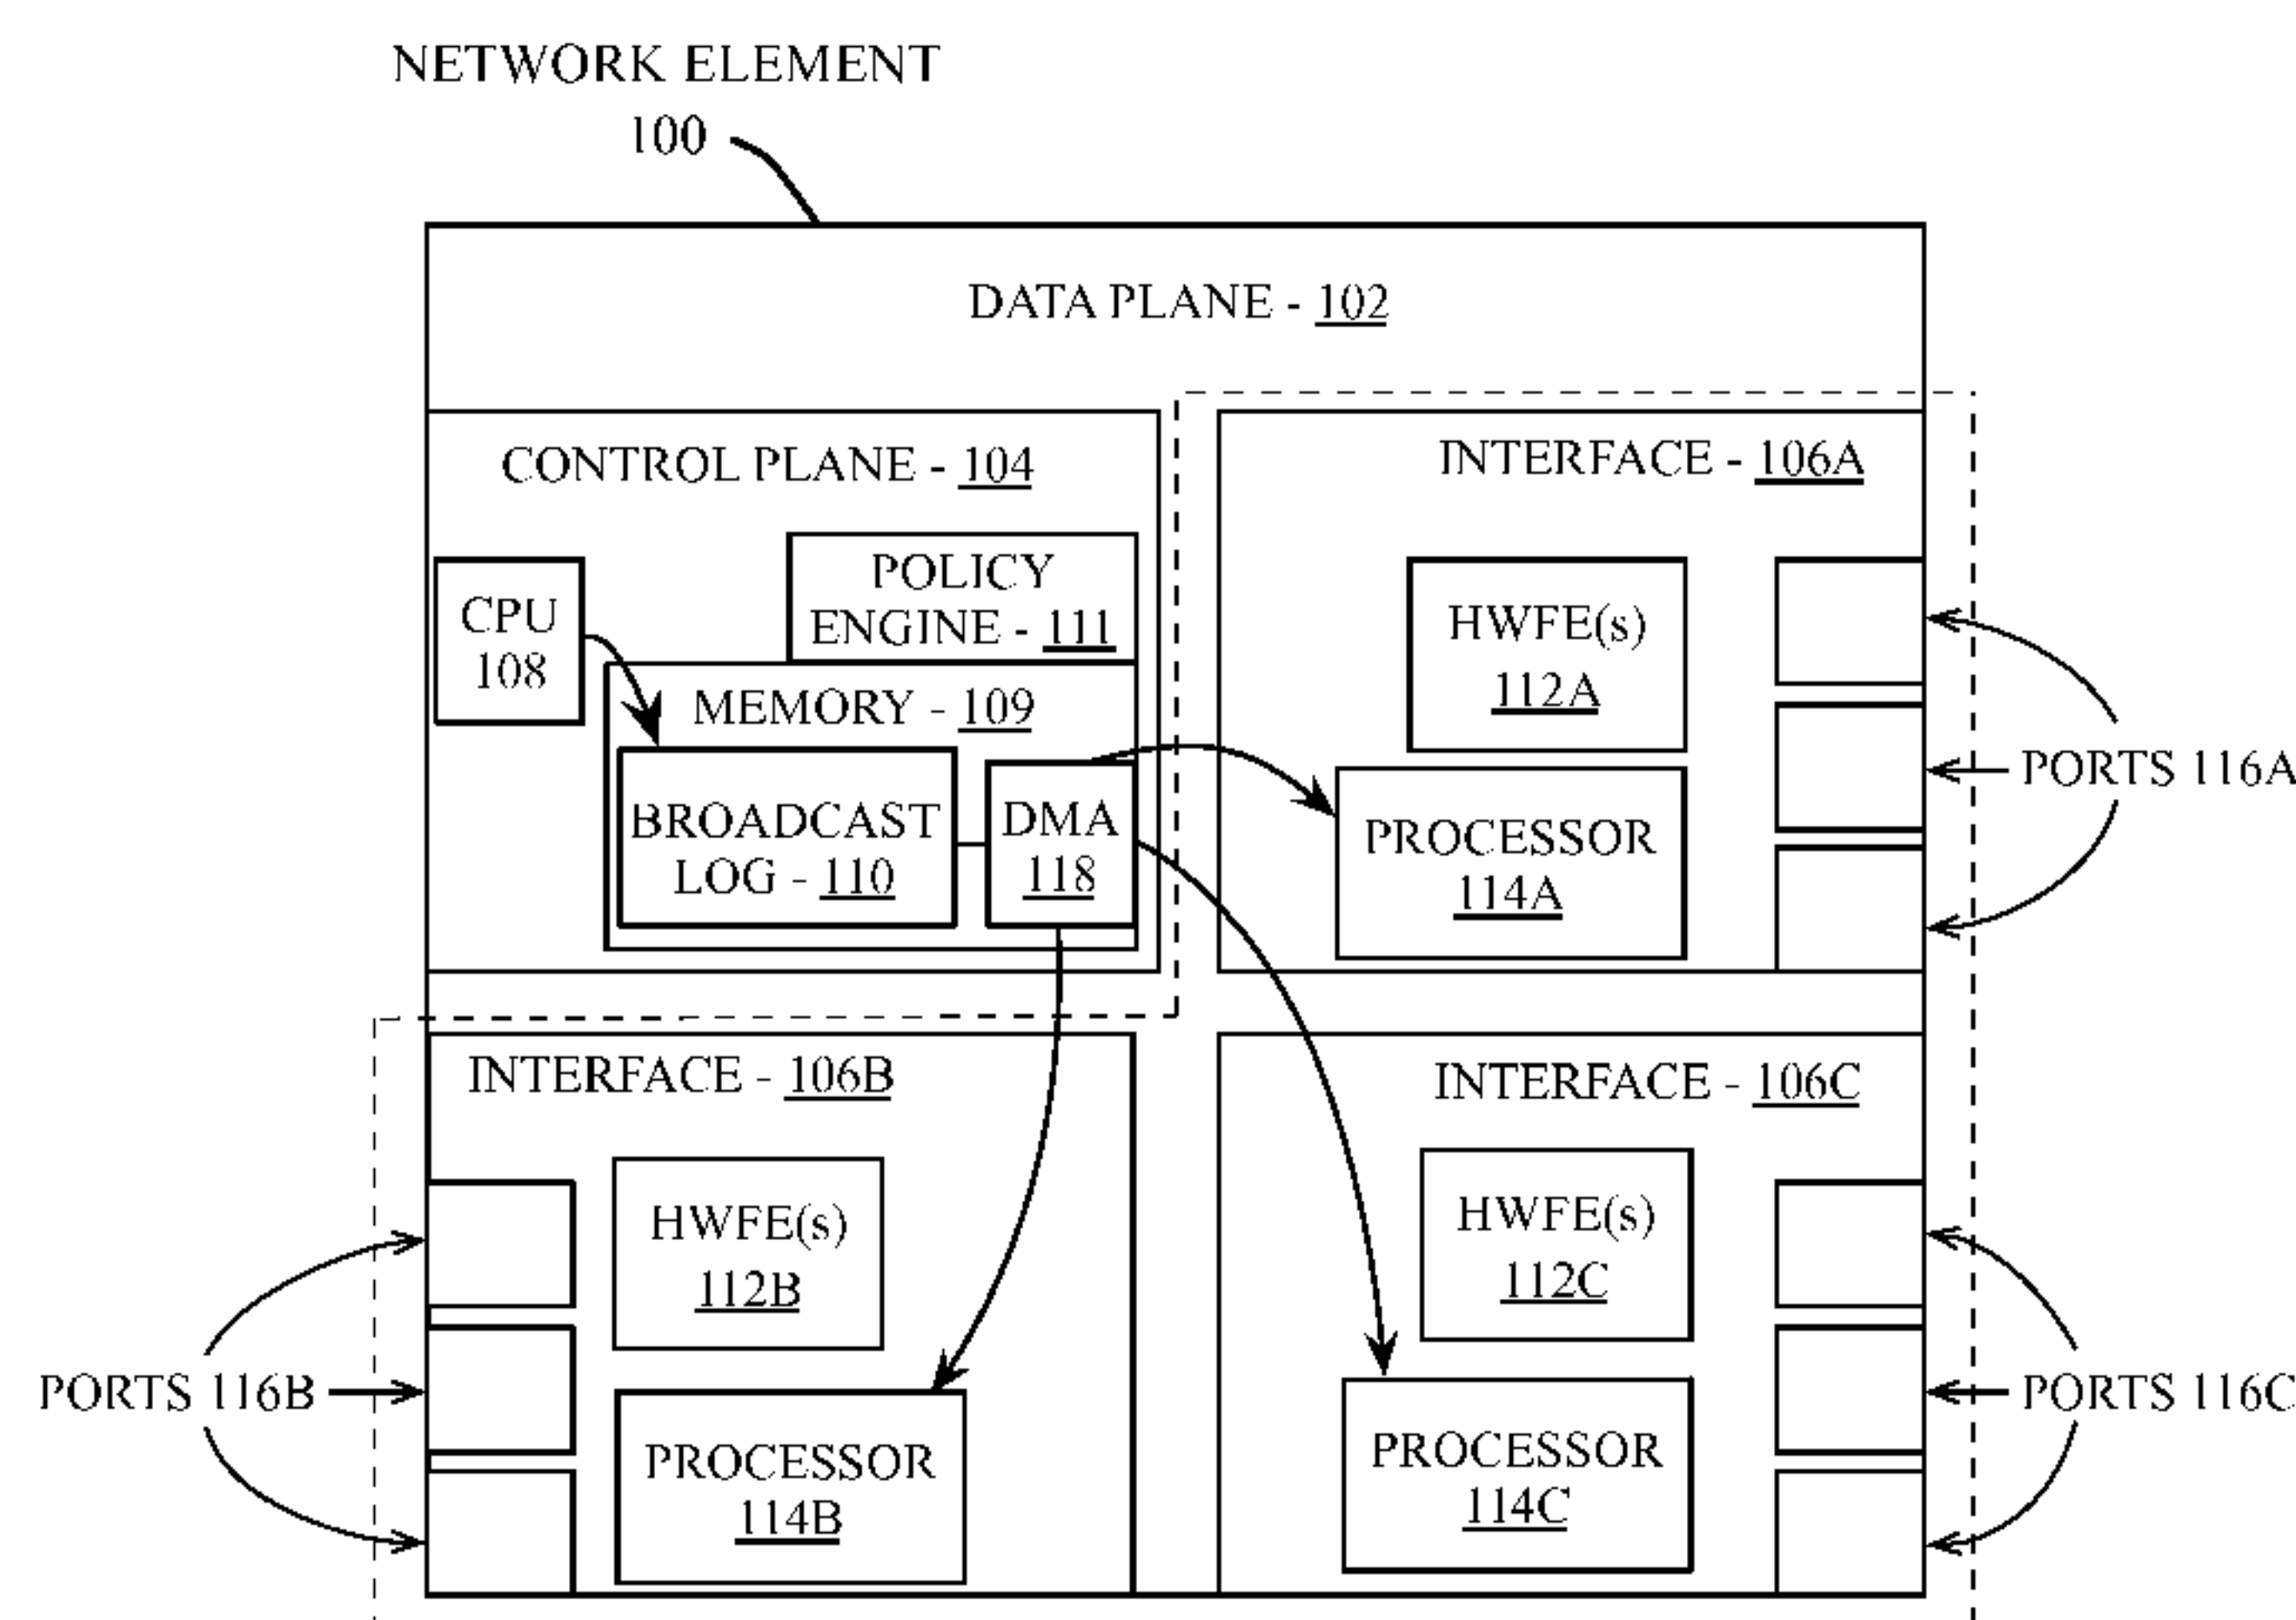 NETWORK ELEMENT
100
DATA PLANE - 102
CONTROL PLANE - 104
INTERFACE - 106A
CPU
108
POLICY
ENGINE - 111
MEMORY - 109
BROADCAST
LOG - 110
DMA
118
HWFE(s)
112A
PROCESSOR
114A
PORTS 116A
INTERFACE - 106B
HWFE(s)
112B
PROCESSOR
114B
PORTS 116B
INTERFACE - 106C
HWFE(s)
112C
PROCESSOR
114C
PORTS 116C